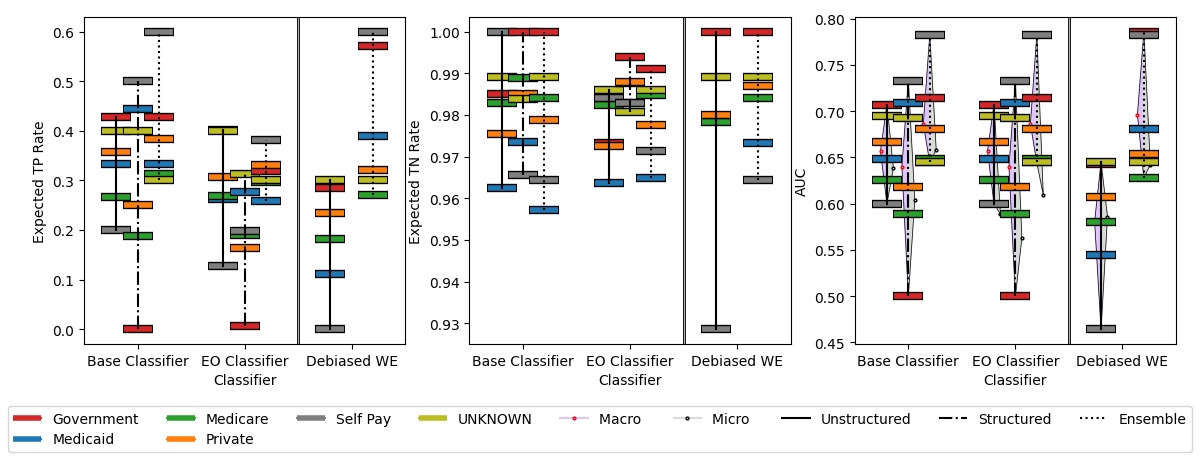 Expected TP Rate
0.6
0.5
0.4
0.3
0.2
0.1
0.0
Base Classifier EO Classifier Debiased WE
Classifier
Expected TN Rate
1.00
0.99
0.98
0.97
0.96
0.95
0.94
0.93
Base Classifier EO Classifier Debiased WE
Classifier
AUC
0.80
0.75
0.70
0.65
0.60
0.55
0.50
0.45
Base Classifier EO Classifier Debiased WE
Classifier
Government Medicare Self Pay UNKNOWN Macro Micro Unstructured Structured Ensemble
Medicaid Private